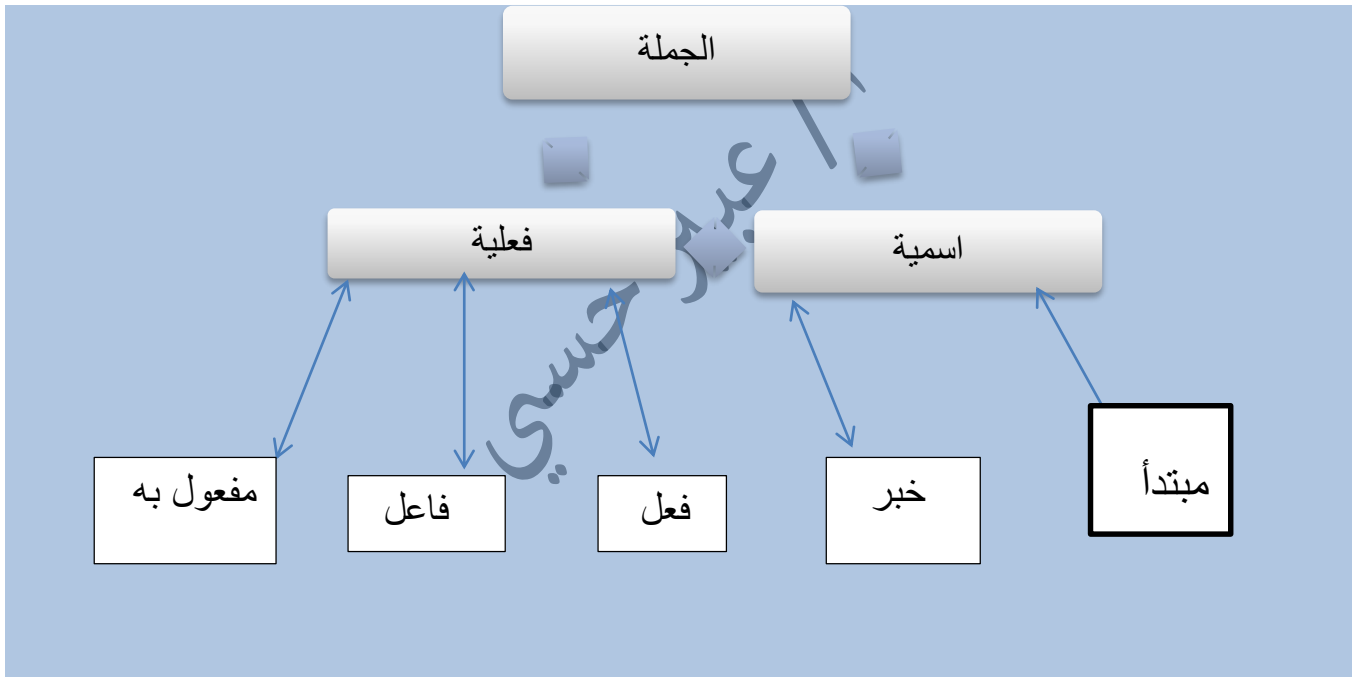 الجملة
اسمية
فعلية
مبتدأ
خبر
فعل
فاعل
مفعول به